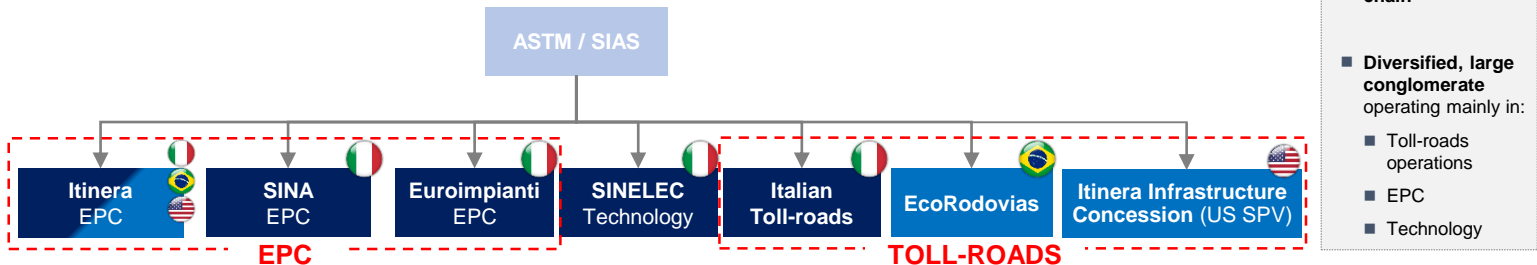 chain
ASTM / SIAS
Diversified, large
conglomerate
operating mainly in:
Toll-roads
operations
EPC
Technology
Itinera
EPC
SINA
EPC
Euroimpianti
EPC
SINELEC
Technology
Italian
Toll-roads
EcoRodovias
Itinera Infrastructure
Concession (US SPV)
EPC
TOLL-ROADS